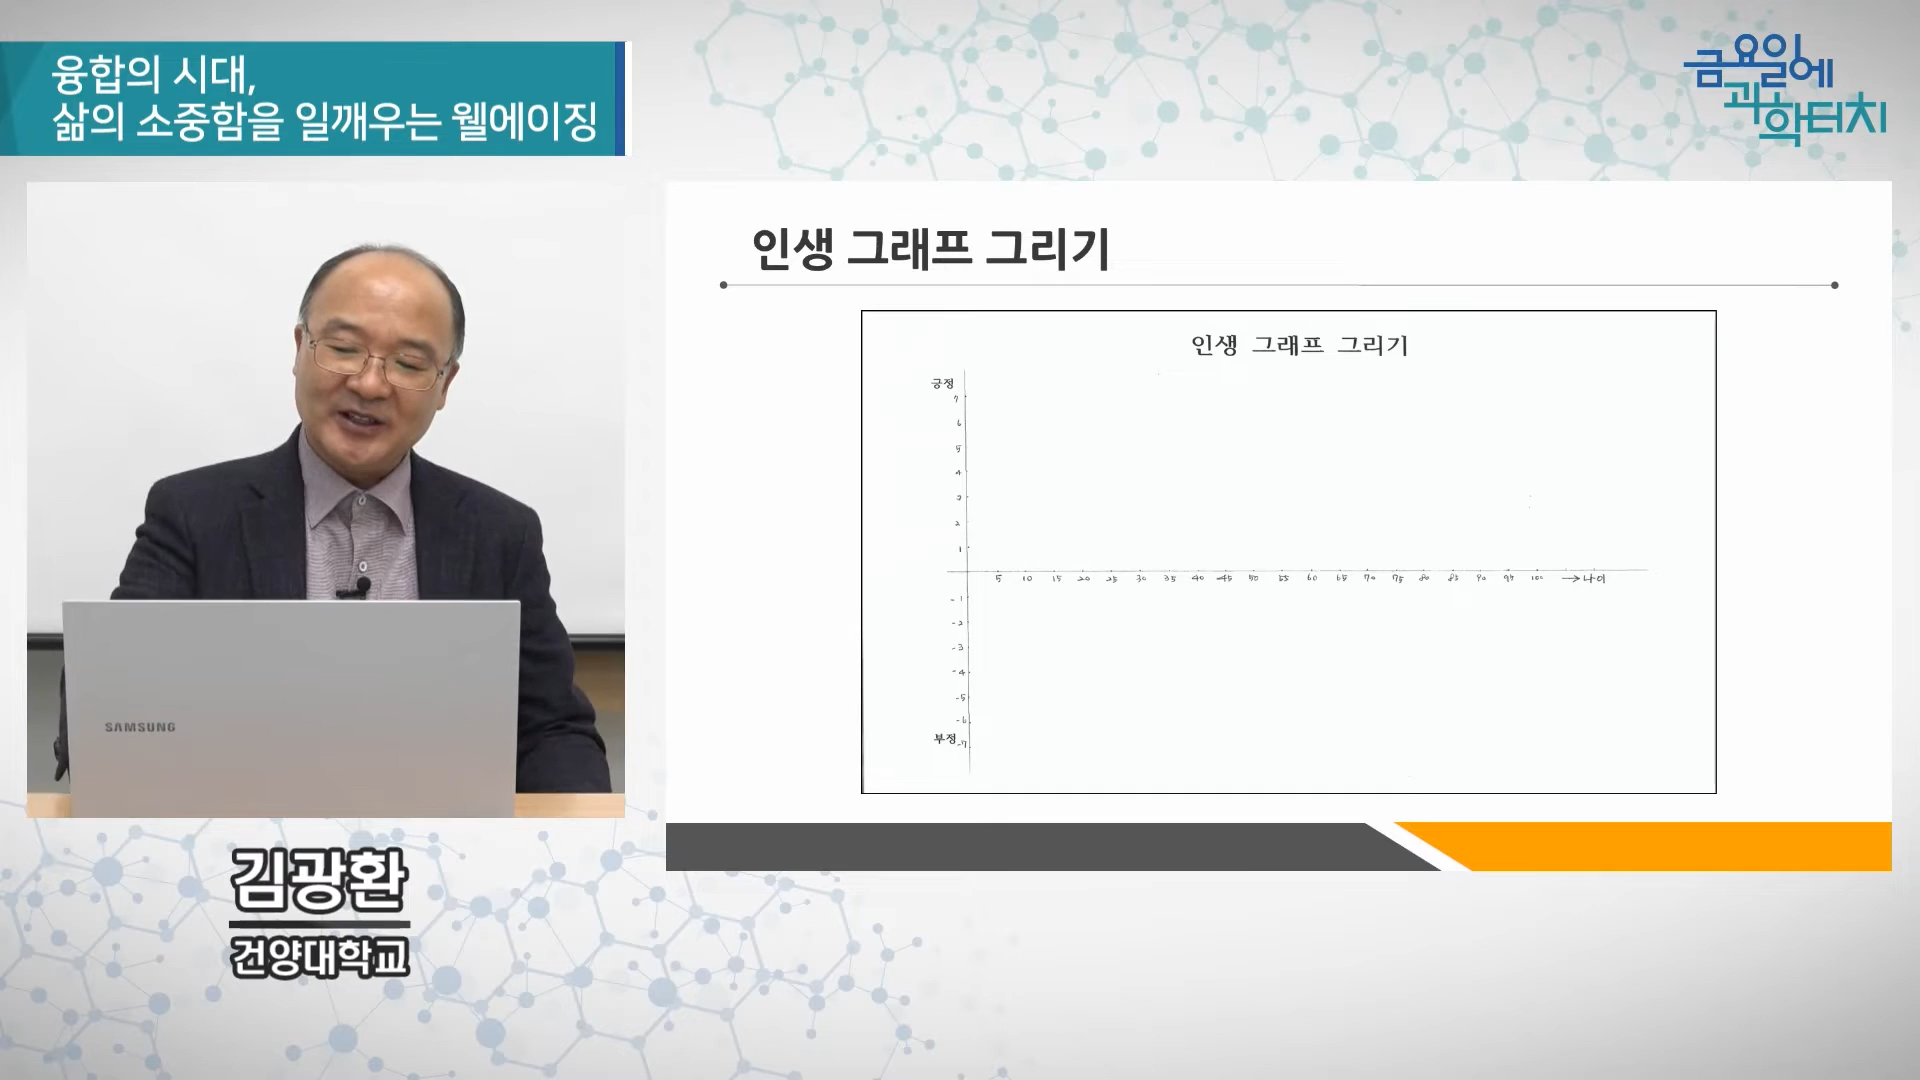 융합의 시대,
삶의 소중함을 일깨우는 웰에이징
금요일에
과학터치
인생 그래프 그리기
인생 그래프 그리기
긍정
7
6
5
4
3
2
1
5 10 15 20 25 30 35 40 45 50 55 60 65 70 75 80 85 90 95 100 →나이
-1
-2
-3
-4
-5
-6
부정 -7
SAMSUNG
김광환
건양대학교